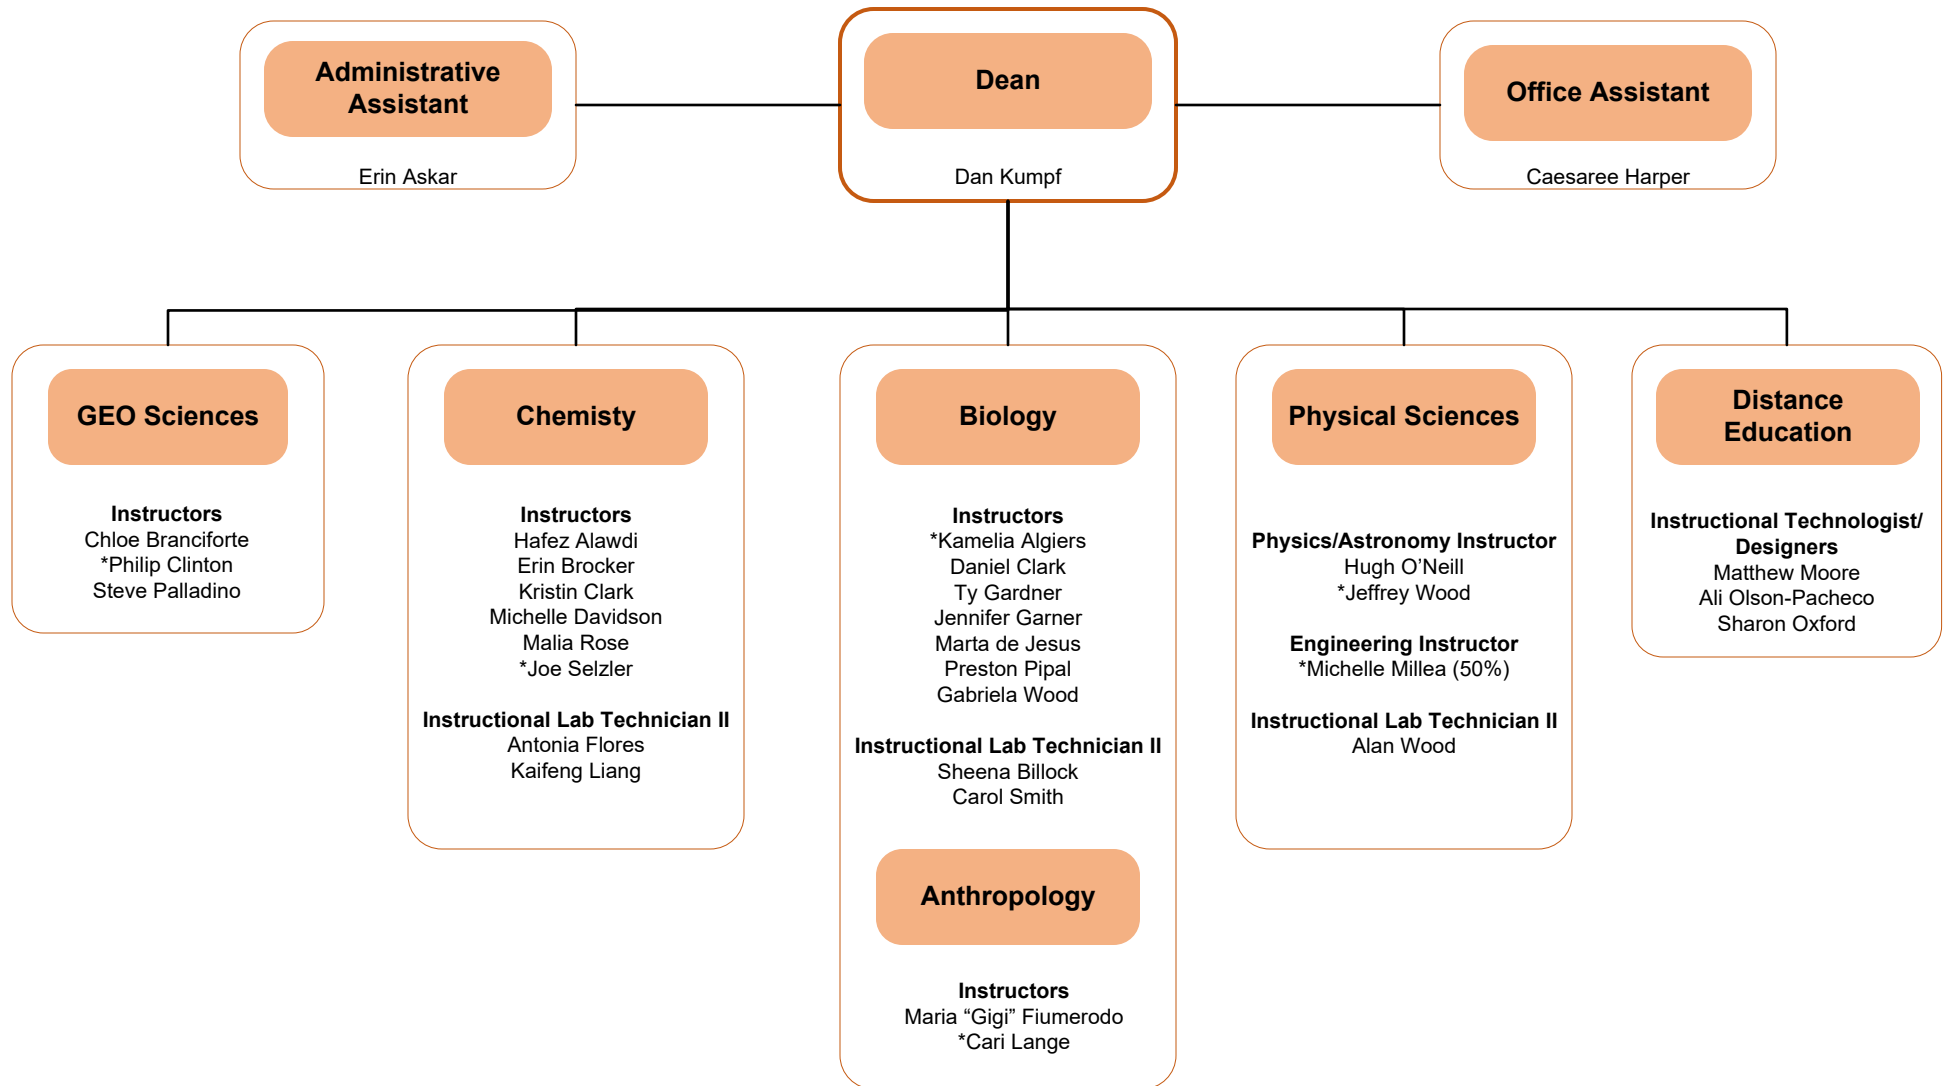 Administrative
Assistant
Erin Askar
Dean
Dan Kumpf
Office Assistant
Caesaree Harper
GEO Sciences
Instructors
Chloe Branciforte
*Philip Clinton
Steve Palladino
Chemisty
Instructors
Hafez Alawdi
Erin Brocker
Kristin Clark
Michelle Davidson
Malia Rose
*Joe Selzler
Instructional Lab Technician II
Antonia Flores
Kaifeng Liang
Biology
Instructors
*Kamelia Algiers
Daniel Clark
Ty Gardner
Jennifer Garner
Marta de Jesus
Preston Pipal
Gabriela Wood
Instructional Lab Technician II
Sheena Billock
Carol Smith
Anthropology
Instructors
Maria “Gigi” Fiumerodo
*Cari Lange
Physical Sciences
Physics/Astronomy Instructor
Hugh O’Neill
*Jeffrey Wood
Engineering Instructor
*Michelle Millea (50%)
Instructional Lab Technician II
Alan Wood
Distance
Education
Instructional Technologist/
Designers
Matthew Moore
Ali Olson-Pacheco
Sharon Oxford